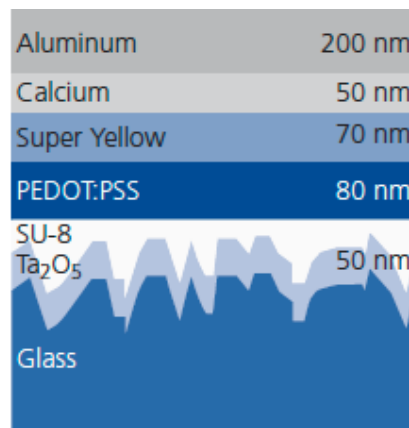 Aluminum 200 nm
Calcium 50 nm
Super Yellow 70 nm
PEDOT:PSS 80 nm
SU-8
Ta₂O₅ 50 nm
Glass